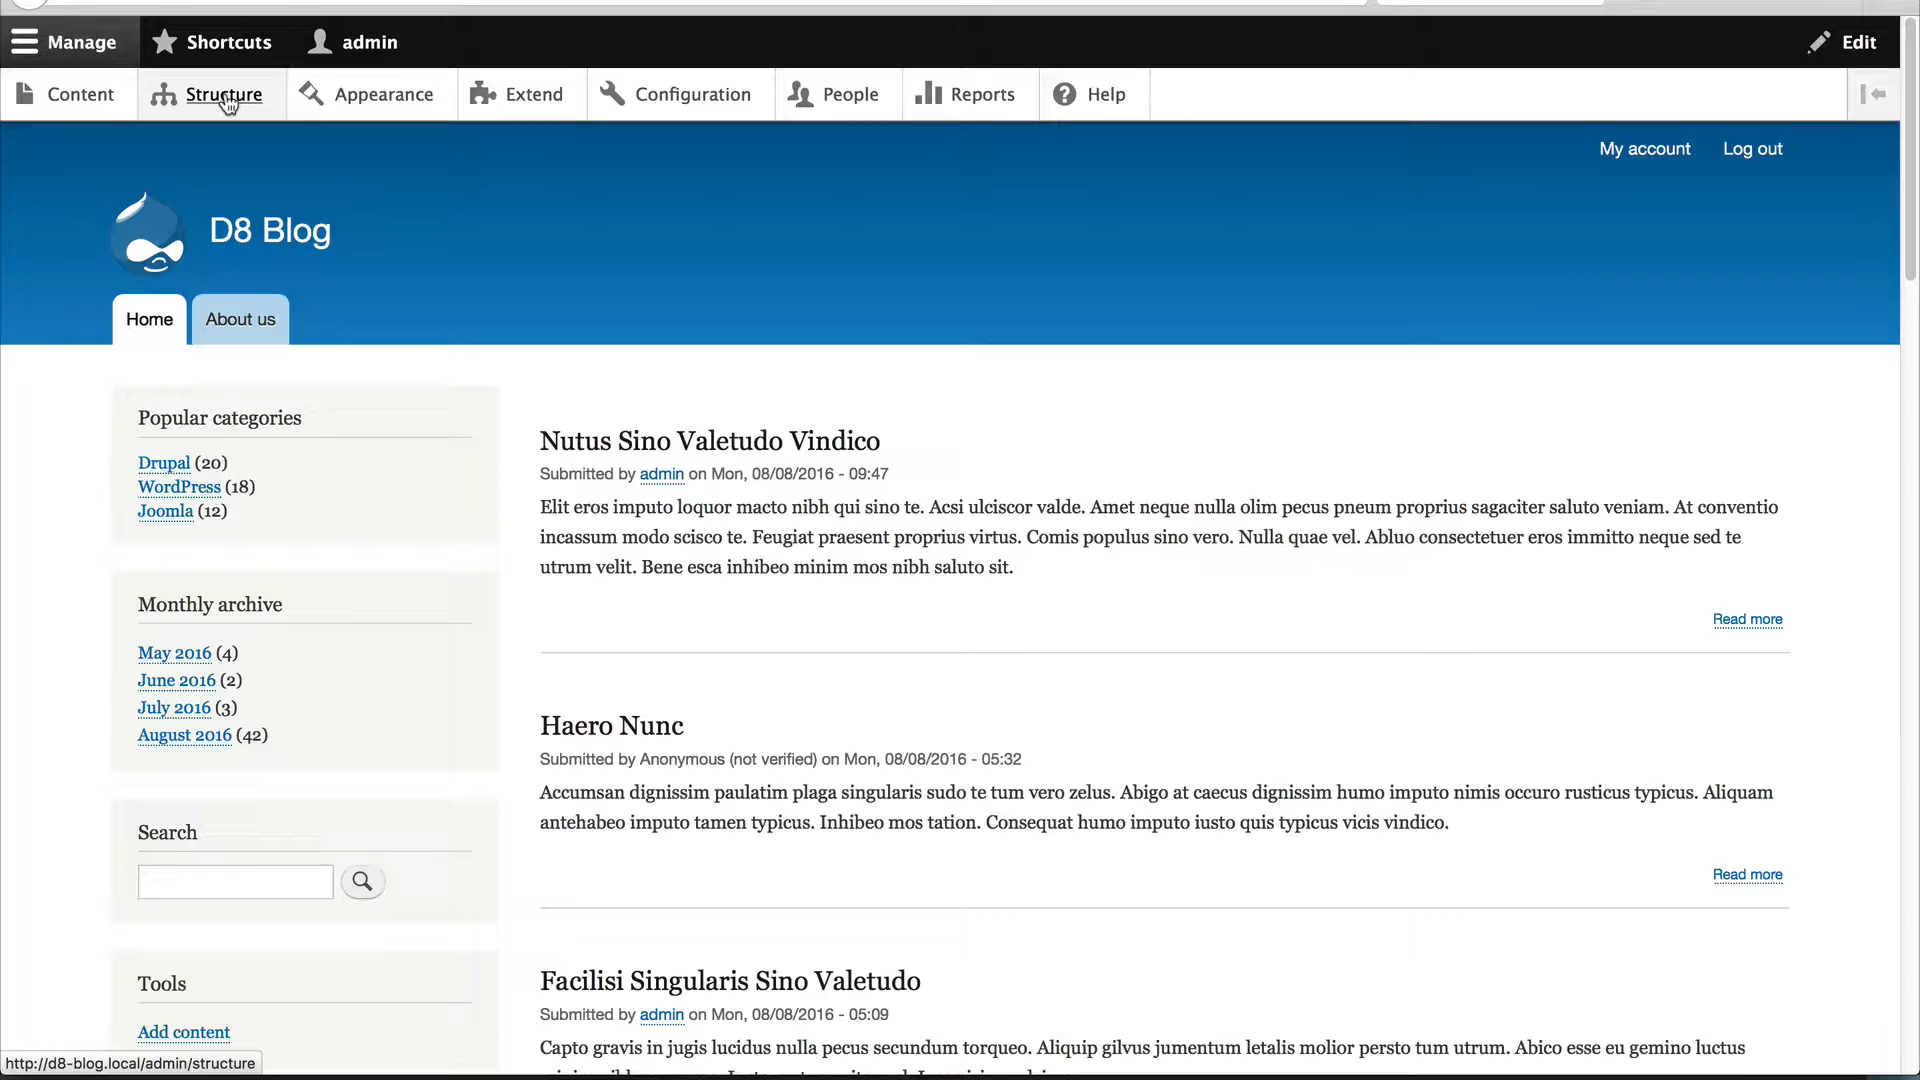 Manage Shortcuts admin Edit
Content Structure Appearance Extend Configuration People Reports Help
My account Log out
D8 Blog
Home About us
Popular categories
Drupal (20)
WordPress (18)
Joomla (12)
Monthly archive
May 2016 (4)
June 2016 (2)
July 2016 (3)
August 2016 (42)
Search
Tools
Add content
Nutus Sino Valetudo Vindico
Submitted by admin on Mon, 08/08/2016 - 09:47
Elit eros imputo loquor macto nibh qui sino te. Acsi ulciscor valde. Amet neque nulla olim pecus pneum proprius sagaciter saluto veniam. At conventio
incassum modo scisco te. Feugiat praesent proprius virtus. Comis populus sino vero. Nulla quae vel. Abluo consectetuer eros immitto neque sed te
utrum velit. Bene esca inhibeo minim mos nibh saluto sit.
Read more
Haero Nunc
Submitted by Anonymous (not verified) on Mon, 08/08/2016 - 05:32
Accumsan dignissim paulatim plaga singularis sudo te tum vero zelus. Abigo at caecus dignissim humo imputo nimis occuro rusticus typicus. Aliquam
antehabeo imputo tamen typicus. Inhibeo mos tation. Consequat humo imputo iusto quis typicus vicis vindico.
Read more
Facilisi Singularis Sino Valetudo
Submitted by admin on Mon, 08/08/2016 - 05:09
Capto gravis in jugis lucidus nulla pecus secundum torqueo. Aliquip gilvus jumentum letalis molior persto tum utrum. Abico esse eu gemino luctus
http://d8-blog.local/admin/structure